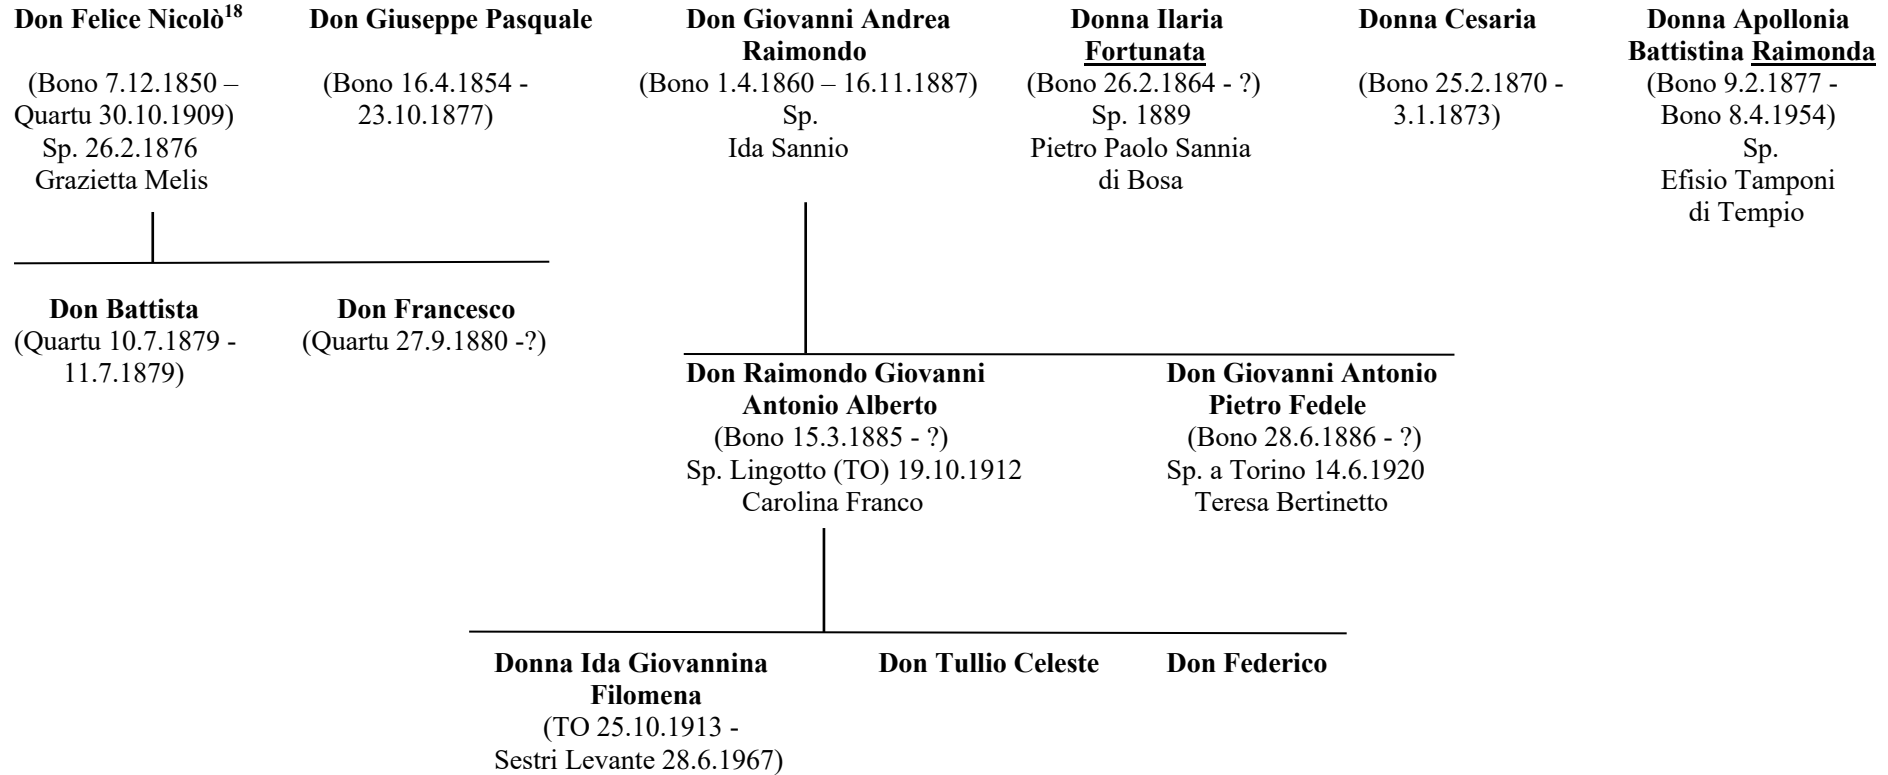 Don Felice Nicolò18
(Bono 7.12.1850 –
Quartu 30.10.1909)
Sp. 26.2.1876
Grazietta Melis
Don Giuseppe Pasquale
(Bono 16.4.1854 -
23.10.1877)
Don Giovanni Andrea
Raimondo
(Bono 1.4.1860 – 16.11.1887)
Sp.
Ida Sannio
Donna Ilaria
Fortunata
(Bono 26.2.1864 - ?)
Sp. 1889
Pietro Paolo Sannia
di Bosa
Donna Cesaria
(Bono 25.2.1870 -
3.1.1873)
Donna Apollonia
Battistina Raimonda
(Bono 9.2.1877 -
Bono 8.4.1954)
Sp.
Efisio Tamponi
di Tempio
Don Battista
(Quartu 10.7.1879 -
11.7.1879)
Don Francesco
(Quartu 27.9.1880 -?)
Don Raimondo Giovanni
Antonio Alberto
(Bono 15.3.1885 - ?)
Sp. Lingotto (TO) 19.10.1912
Carolina Franco
Don Giovanni Antonio
Pietro Fedele
(Bono 28.6.1886 - ?)
Sp. a Torino 14.6.1920
Teresa Bertinetto
Donna Ida Giovannina
Filomena
(TO 25.10.1913 -
Sestri Levante 28.6.1967)
Don Tullio Celeste
Don Federico